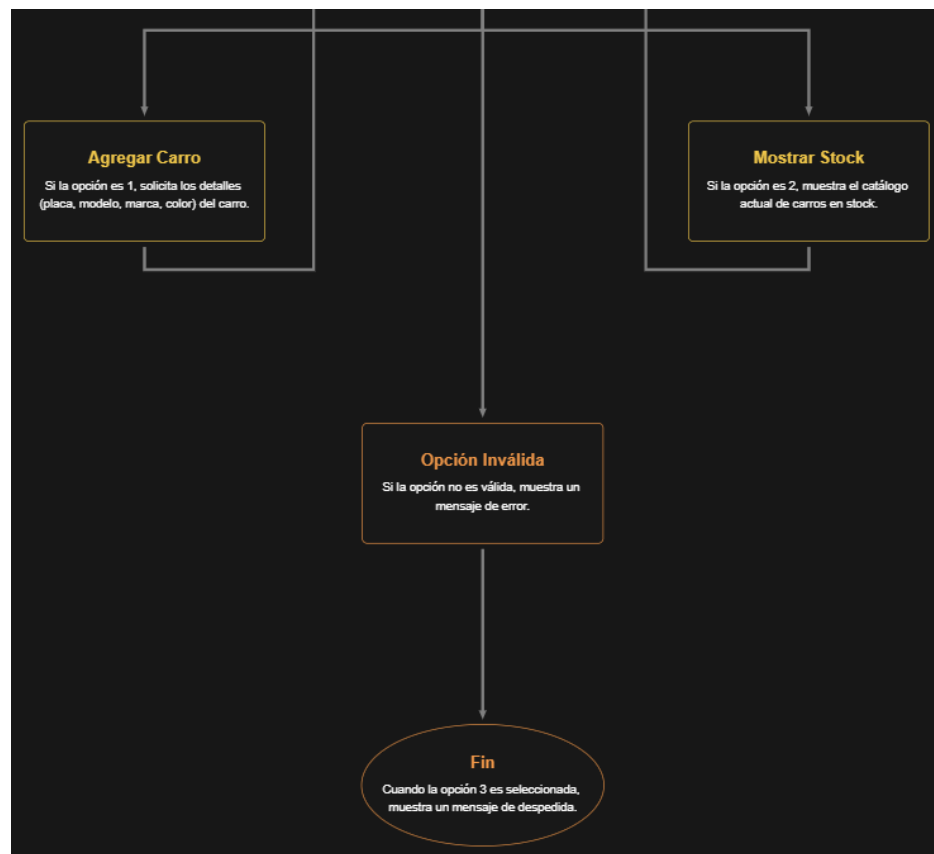 Agregar Carro
Si la opción es 1, solicita los detalles
(placa, modelo, marca, color) del carro.
Mostrar Stock
Si la opción es 2, muestra el catálogo
actual de carros en stock.
Opción Inválida
Si la opción no es válida, muestra un
mensaje de error.
Fin
Cuando la opción 3 es seleccionada,
muestra un mensaje de despedida.